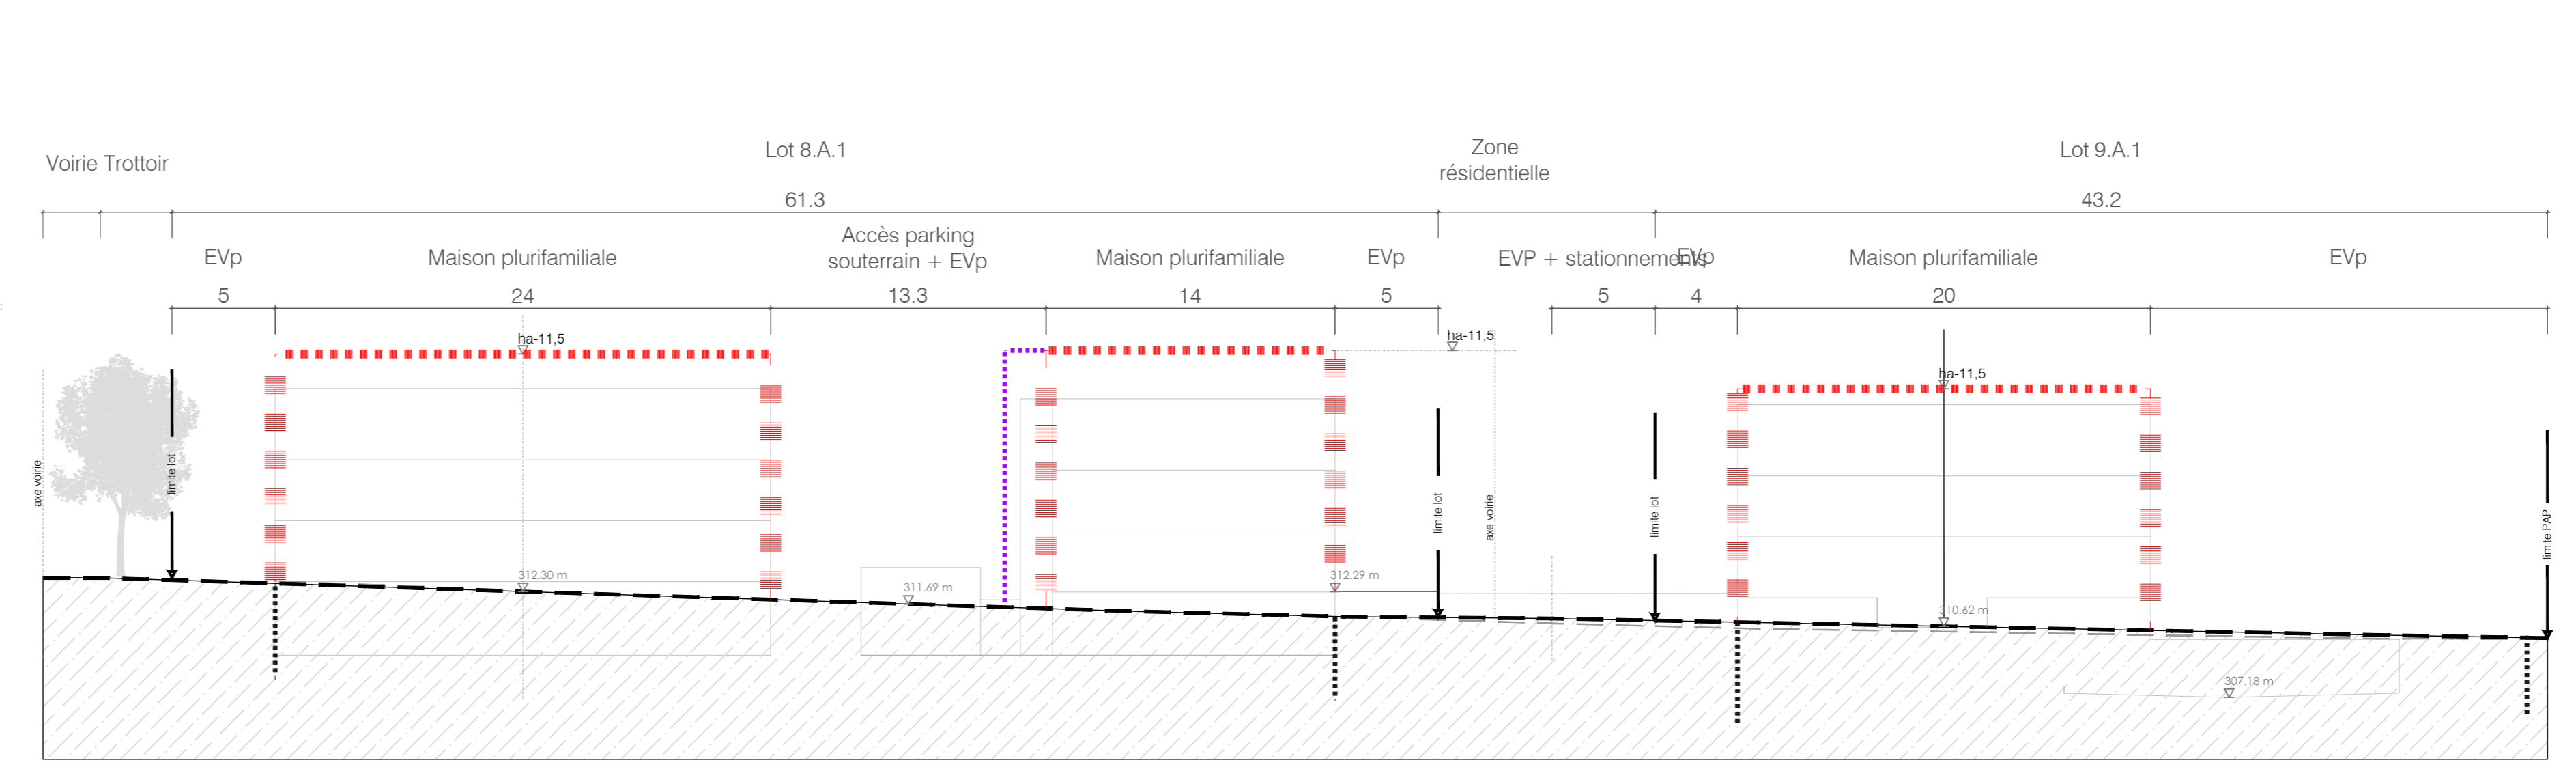 Lot 8.A.1
Zone
résidentielle
Lot 9.A.1
Voirie Trottoir
61.3
43.2
EVp
Maison plurifamiliale
Accès parking
souterrain + EVp
Maison plurifamiliale
EVp
EVP + stationnements
EVp
Maison plurifamiliale
EVp
5
24
13.3
14
5
5
4
20
ha-11,5
ha-11,5
ha-11,5
axe voirie
limite lot
limite lot
axe voirie
limite lot
limite PAP
312.30 m
311.69 m
312.29 m
310.62 m
307.18 m